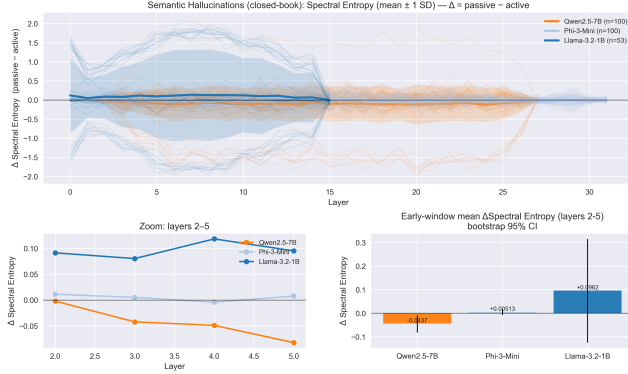 Semantic Hallucinations (closed-book): Spectral Entropy (mean ± 1 SD) — Δ = passive − active
Δ Spectral Entropy (passive − active)
2.0
1.5
1.0
0.5
0.0
−0.5
−1.0
−1.5
−2.0
0 5 10 15 20 25 30
Layer
Qwen2.5-7B (n=100)
Phi-3-Mini (n=100)
Llama-3.2-1B (n=53)
Zoom: layers 2–5
Δ Spectral Entropy
0.10
0.05
0.00
−0.05
2.0 2.5 3.0 3.5 4.0 4.5 5.0
Layer
Qwen2.5-7B
Phi-3-Mini
Llama-3.2-1B
Early-window mean ΔSpectral Entropy (layers 2-5)
bootstrap 95% CI
Δ Spectral Entropy
0.3
0.2
0.1
0.0
−0.1
-0.0437
+0.00513
+0.0962
Qwen2.5-7B Phi-3-Mini Llama-3.2-1B